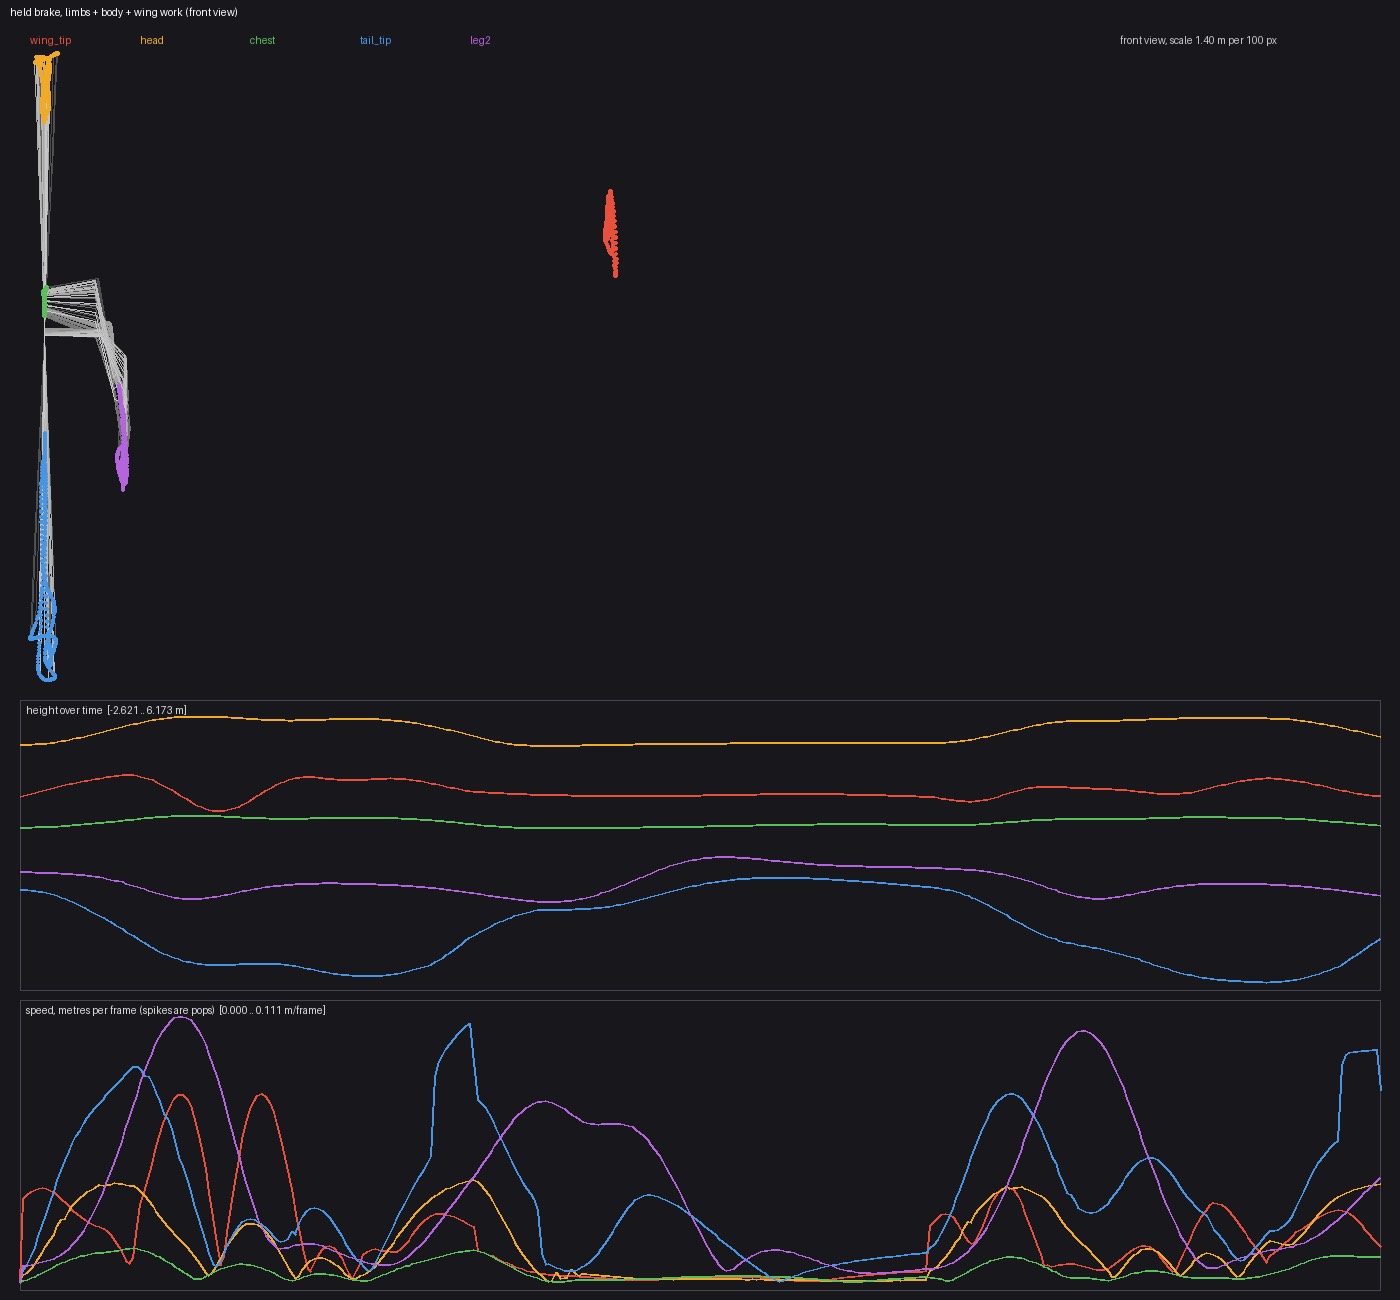 held brake, limbs + body + wing work (front view)
wing_tip head chest tail_tip leg2 front view, scale 1.40 m per 100 px
height over time [-2.621 .. 6.173 m]
speed, metres per frame (spikes are pops) [0.000 .. 0.111 m/frame]